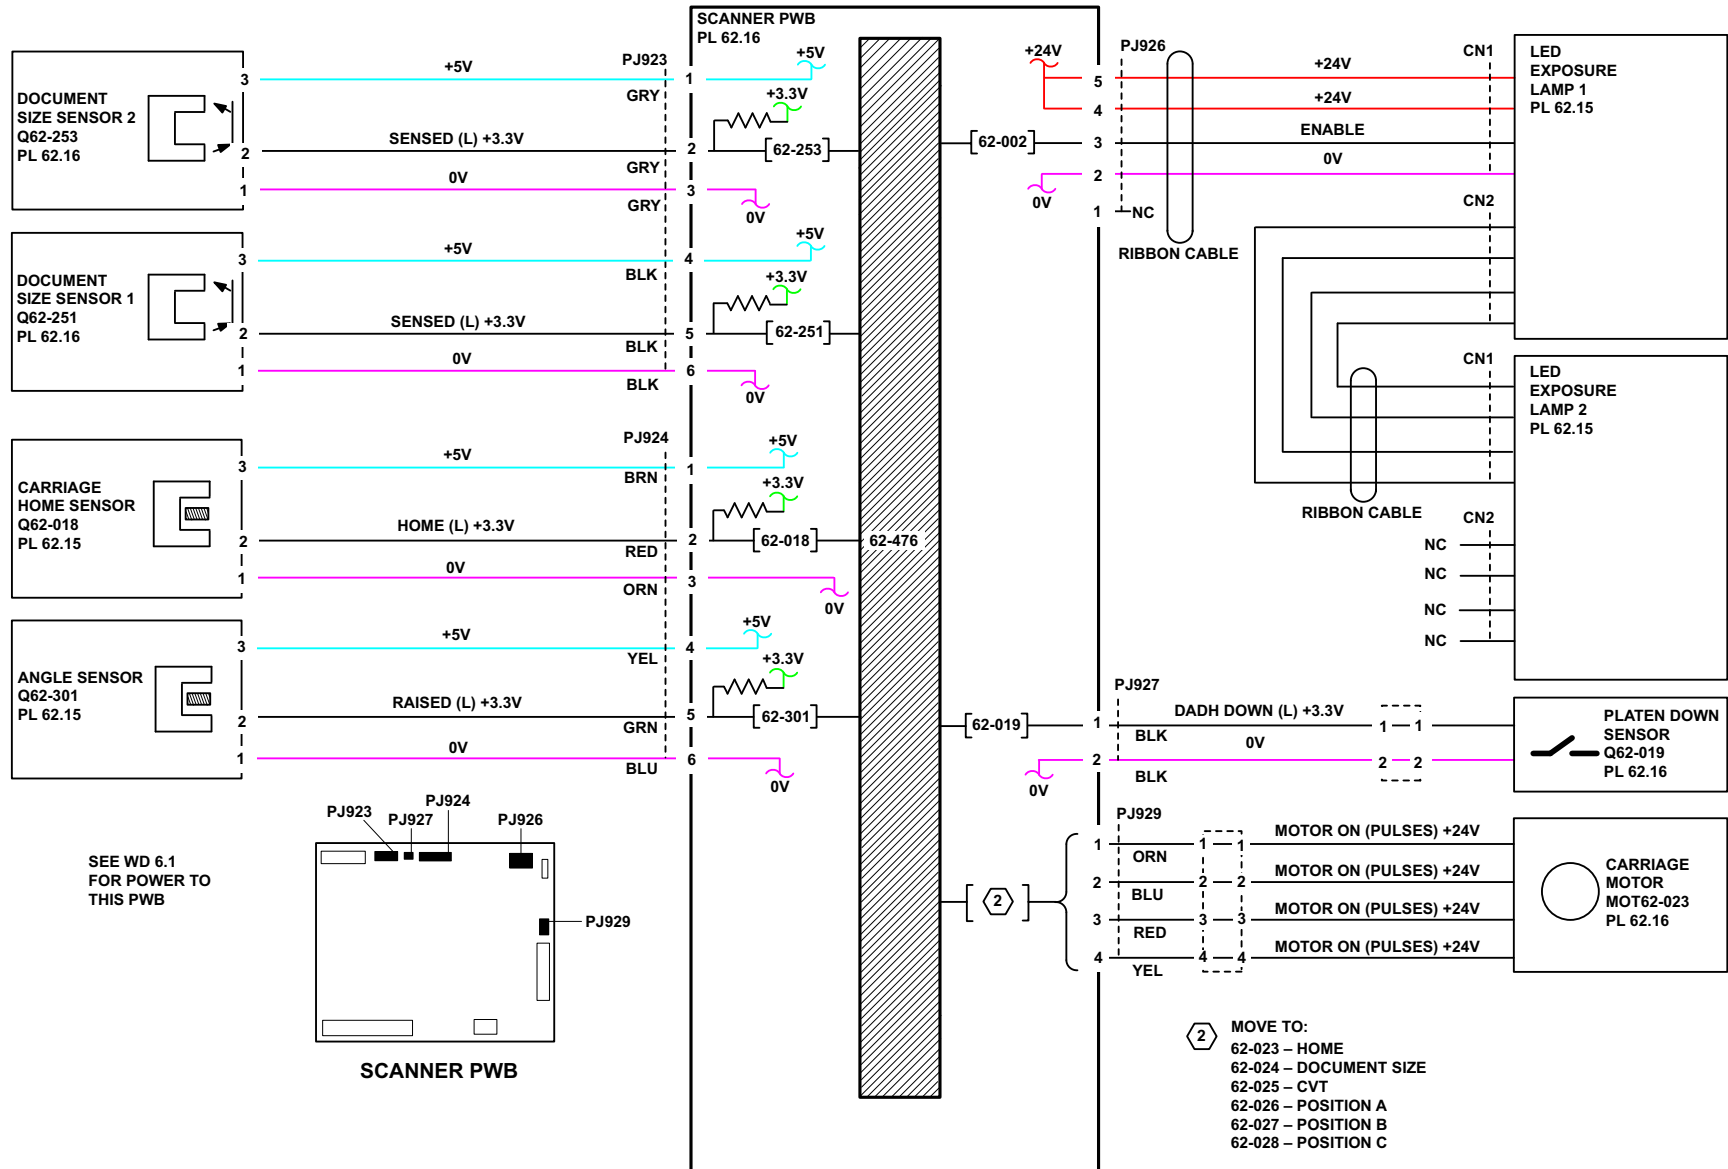 SCANNER PWB
PL 62.16
DOCUMENT
SIZE SENSOR 2
Q62-253
PL 62.16
3
+5V
PJ923
GRY
1
+5V
2
SENSED (L) +3.3V
GRY
2
+3.3V
62-253
1
0V
GRY
3
0V
DOCUMENT
SIZE SENSOR 1
Q62-251
PL 62.16
3
+5V
BLK
4
+5V
2
SENSED (L) +3.3V
BLK
5
+3.3V
62-251
1
0V
BLK
6
0V
CARRIAGE
HOME SENSOR
Q62-018
PL 62.15
3
+5V
PJ924
BRN
1
+5V
2
HOME (L) +3.3V
RED
2
+3.3V
62-018
1
0V
ORN
3
0V
ANGLE SENSOR
Q62-301
PL 62.15
3
+5V
YEL
4
+5V
2
RAISED (L) +3.3V
GRN
5
+3.3V
62-301
1
0V
BLU
6
0V
62-476
+24V
PJ926
5
+24V
CN1
4
+24V
62-002
3
ENABLE
2
0V
0V
1
NC
RIBBON CABLE
CN2
LED
EXPOSURE
LAMP 1
PL 62.15
CN1
LED
EXPOSURE
LAMP 2
PL 62.15
RIBBON CABLE
CN2
NC
NC
NC
NC
PJ927
62-019
1
DADH DOWN (L) +3.3V
BLK
1
1
2
0V
BLK
2
2
0V
PLATEN DOWN
SENSOR
Q62-019
PL 62.16
PJ929
2
1
ORN
1
1
MOTOR ON (PULSES) +24V
2
BLU
2
2
MOTOR ON (PULSES) +24V
3
RED
3
3
MOTOR ON (PULSES) +24V
4
YEL
4
4
MOTOR ON (PULSES) +24V
CARRIAGE
MOTOR
MOT62-023
PL 62.16
SEE WD 6.1
FOR POWER TO
THIS PWB
PJ923
PJ927
PJ924
PJ926
PJ929
SCANNER PWB
2
MOVE TO:
62-023 – HOME
62-024 – DOCUMENT SIZE
62-025 – CVT
62-026 – POSITION A
62-027 – POSITION B
62-028 – POSITION C